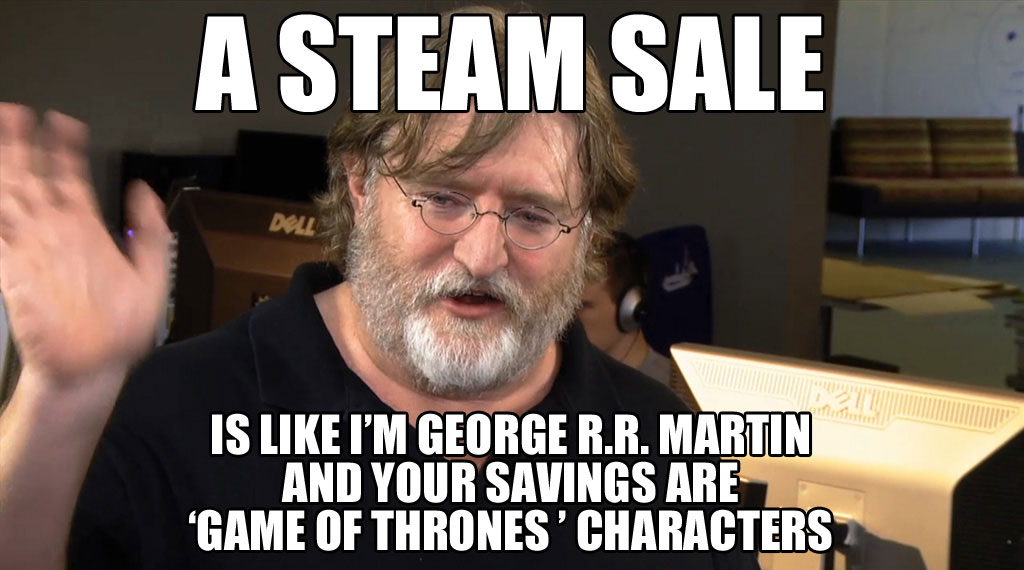 A STEAM SALE
DELL
DELL
IS LIKE I'M GEORGE R.R. MARTIN
AND YOUR SAVINGS ARE
‘GAME OF THRONES ’ CHARACTERS